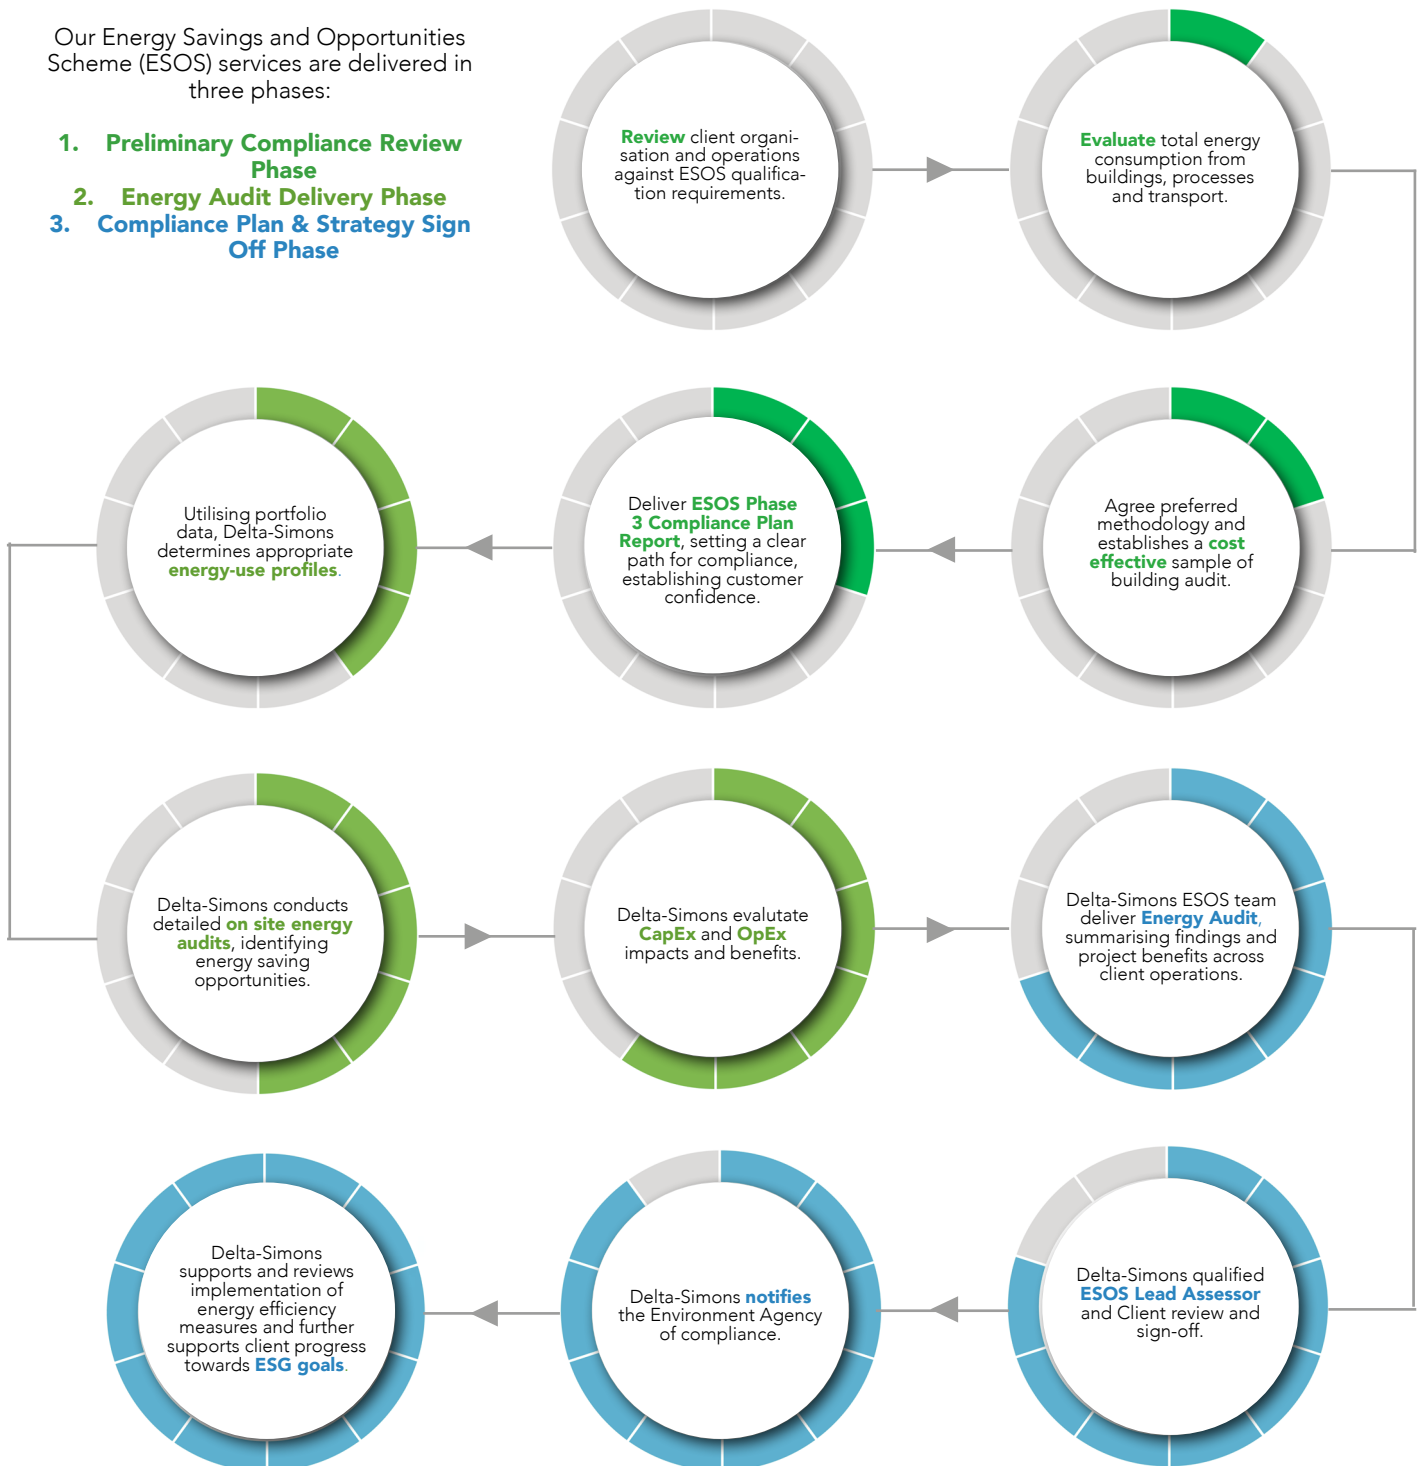 Our Energy Savings and Opportunities
Scheme (ESOS) services are delivered in
three phases:
1. Preliminary Compliance Review
Phase
2. Energy Audit Delivery Phase
3. Compliance Plan & Strategy Sign
Off Phase
Review client organi-
sation and operations
against ESOS qualifica-
tion requirements.
Evaluate total energy
consumption from
buildings, processes
and transport.
Agree preferred
methodology and
establishes a cost
effective sample of
building audit.
Deliver ESOS Phase
3 Compliance Plan
Report, setting a clear
path for compliance,
establishing customer
confidence.
Utilising portfolio
data, Delta-Simons
determines appropriate
energy-use profiles.
Delta-Simons conducts
detailed on site energy
audits, identifying
energy saving
opportunities.
Delta-Simons evalutate
CapEx and OpEx
impacts and benefits.
Delta-Simons ESOS team
deliver Energy Audit,
summarising findings and
project benefits across
client operations.
Delta-Simons qualified
ESOS Lead Assessor
and Client review and
sign-off.
Delta-Simons notifies
the Environment Agency
of compliance.
Delta-Simons
supports and reviews
implementation of
energy efficiency
measures and further
supports client progress
towards ESG goals.